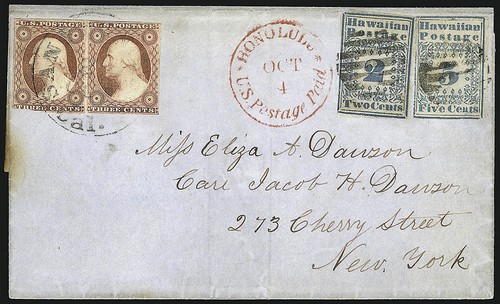 U.S. POSTAGE
THREE CENTS
U.S. POSTAGE
THREE CENTS
SAN
Cal.
HONOLULU
OCT
4
U.S. Postage Paid
Hawaiian
Postage
2
Two Cents
Hawaiian
Postage
5
Five Cents
Miss Eliza A. Dawson
Care Jacob H. Dawson
273 Cherry Street
New. York